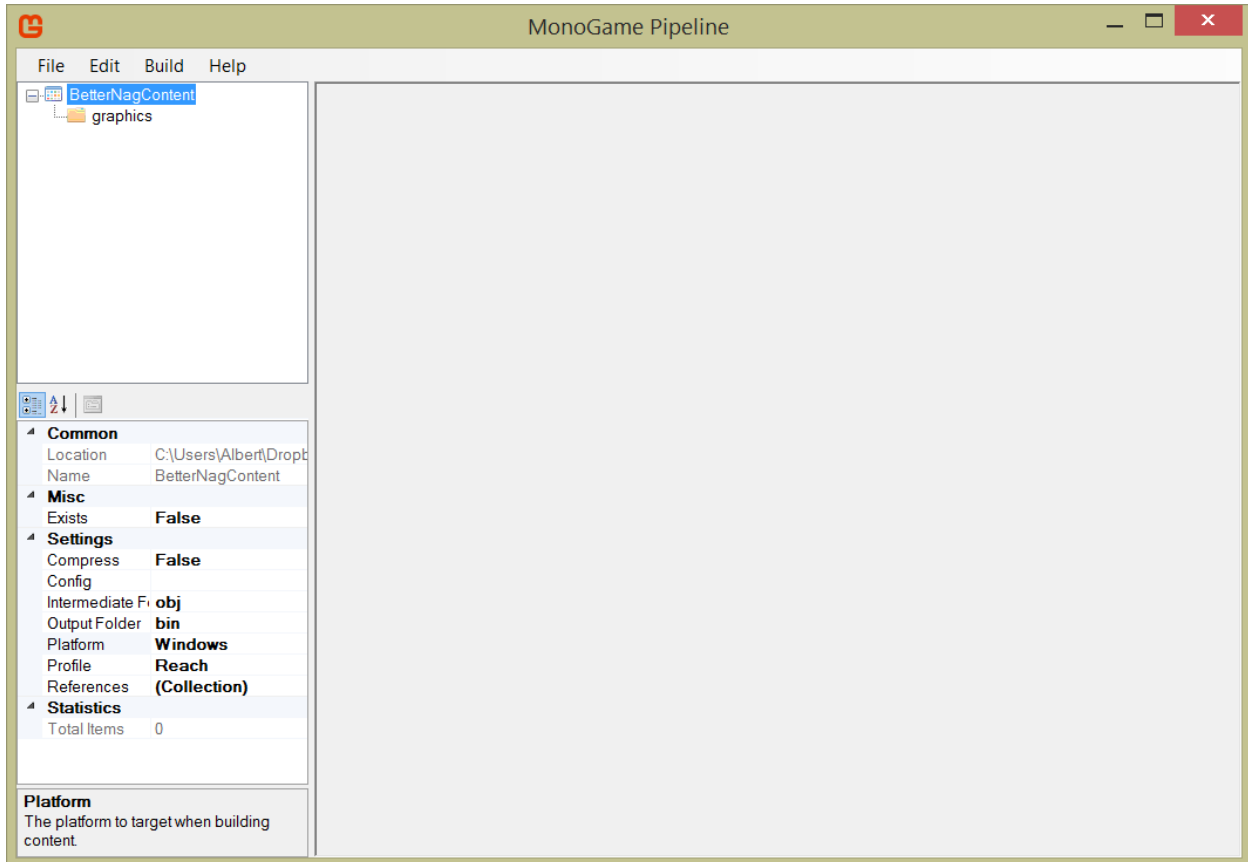 MonoGame Pipeline
File Edit Build Help
BetterNagContent
graphics
Common
Location C:\Users\Albert\Dropb
Name BetterNagContent
Misc
Exists False
Settings
Compress False
Config
Intermediate Fo obj
Output Folder bin
Platform Windows
Profile Reach
References (Collection)
Statistics
Total Items 0
Platform
The platform to target when building
content.